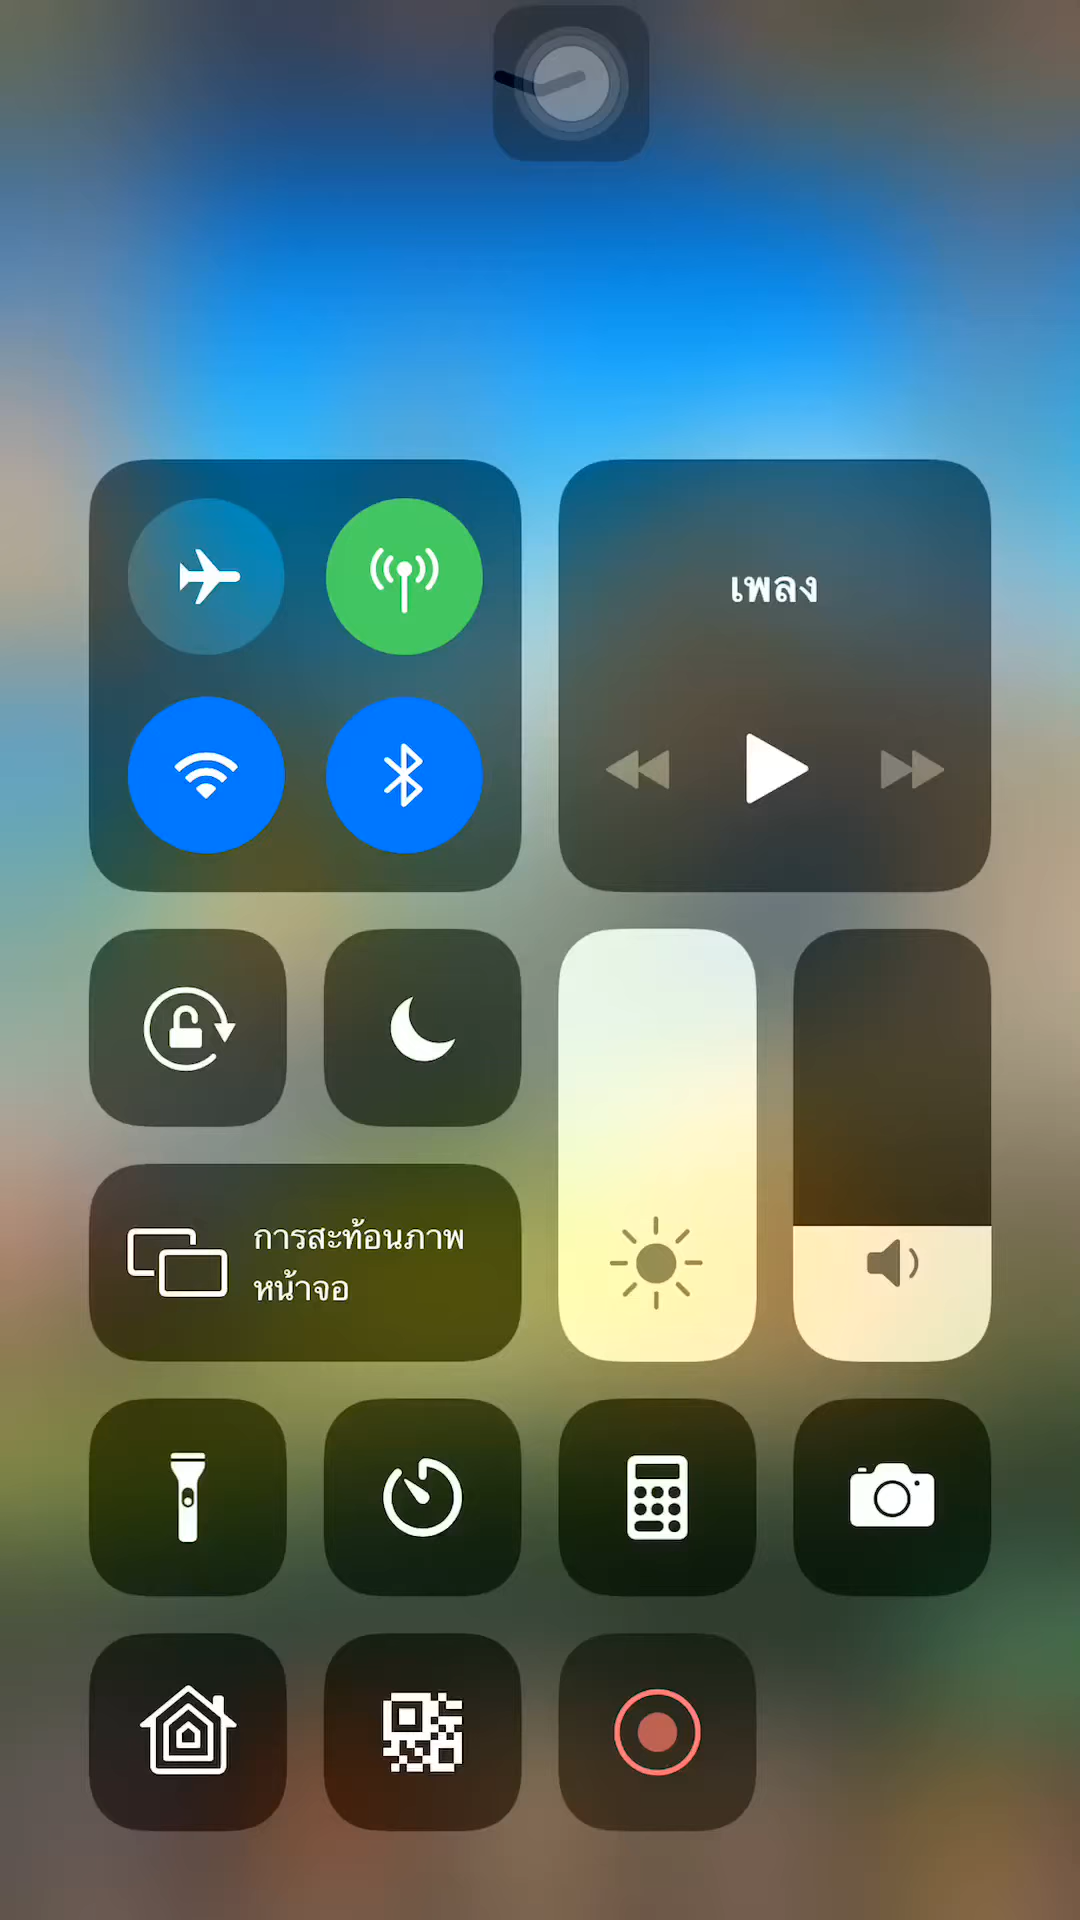 เพลง
การสะท้อนภาพ
หน้าจอ